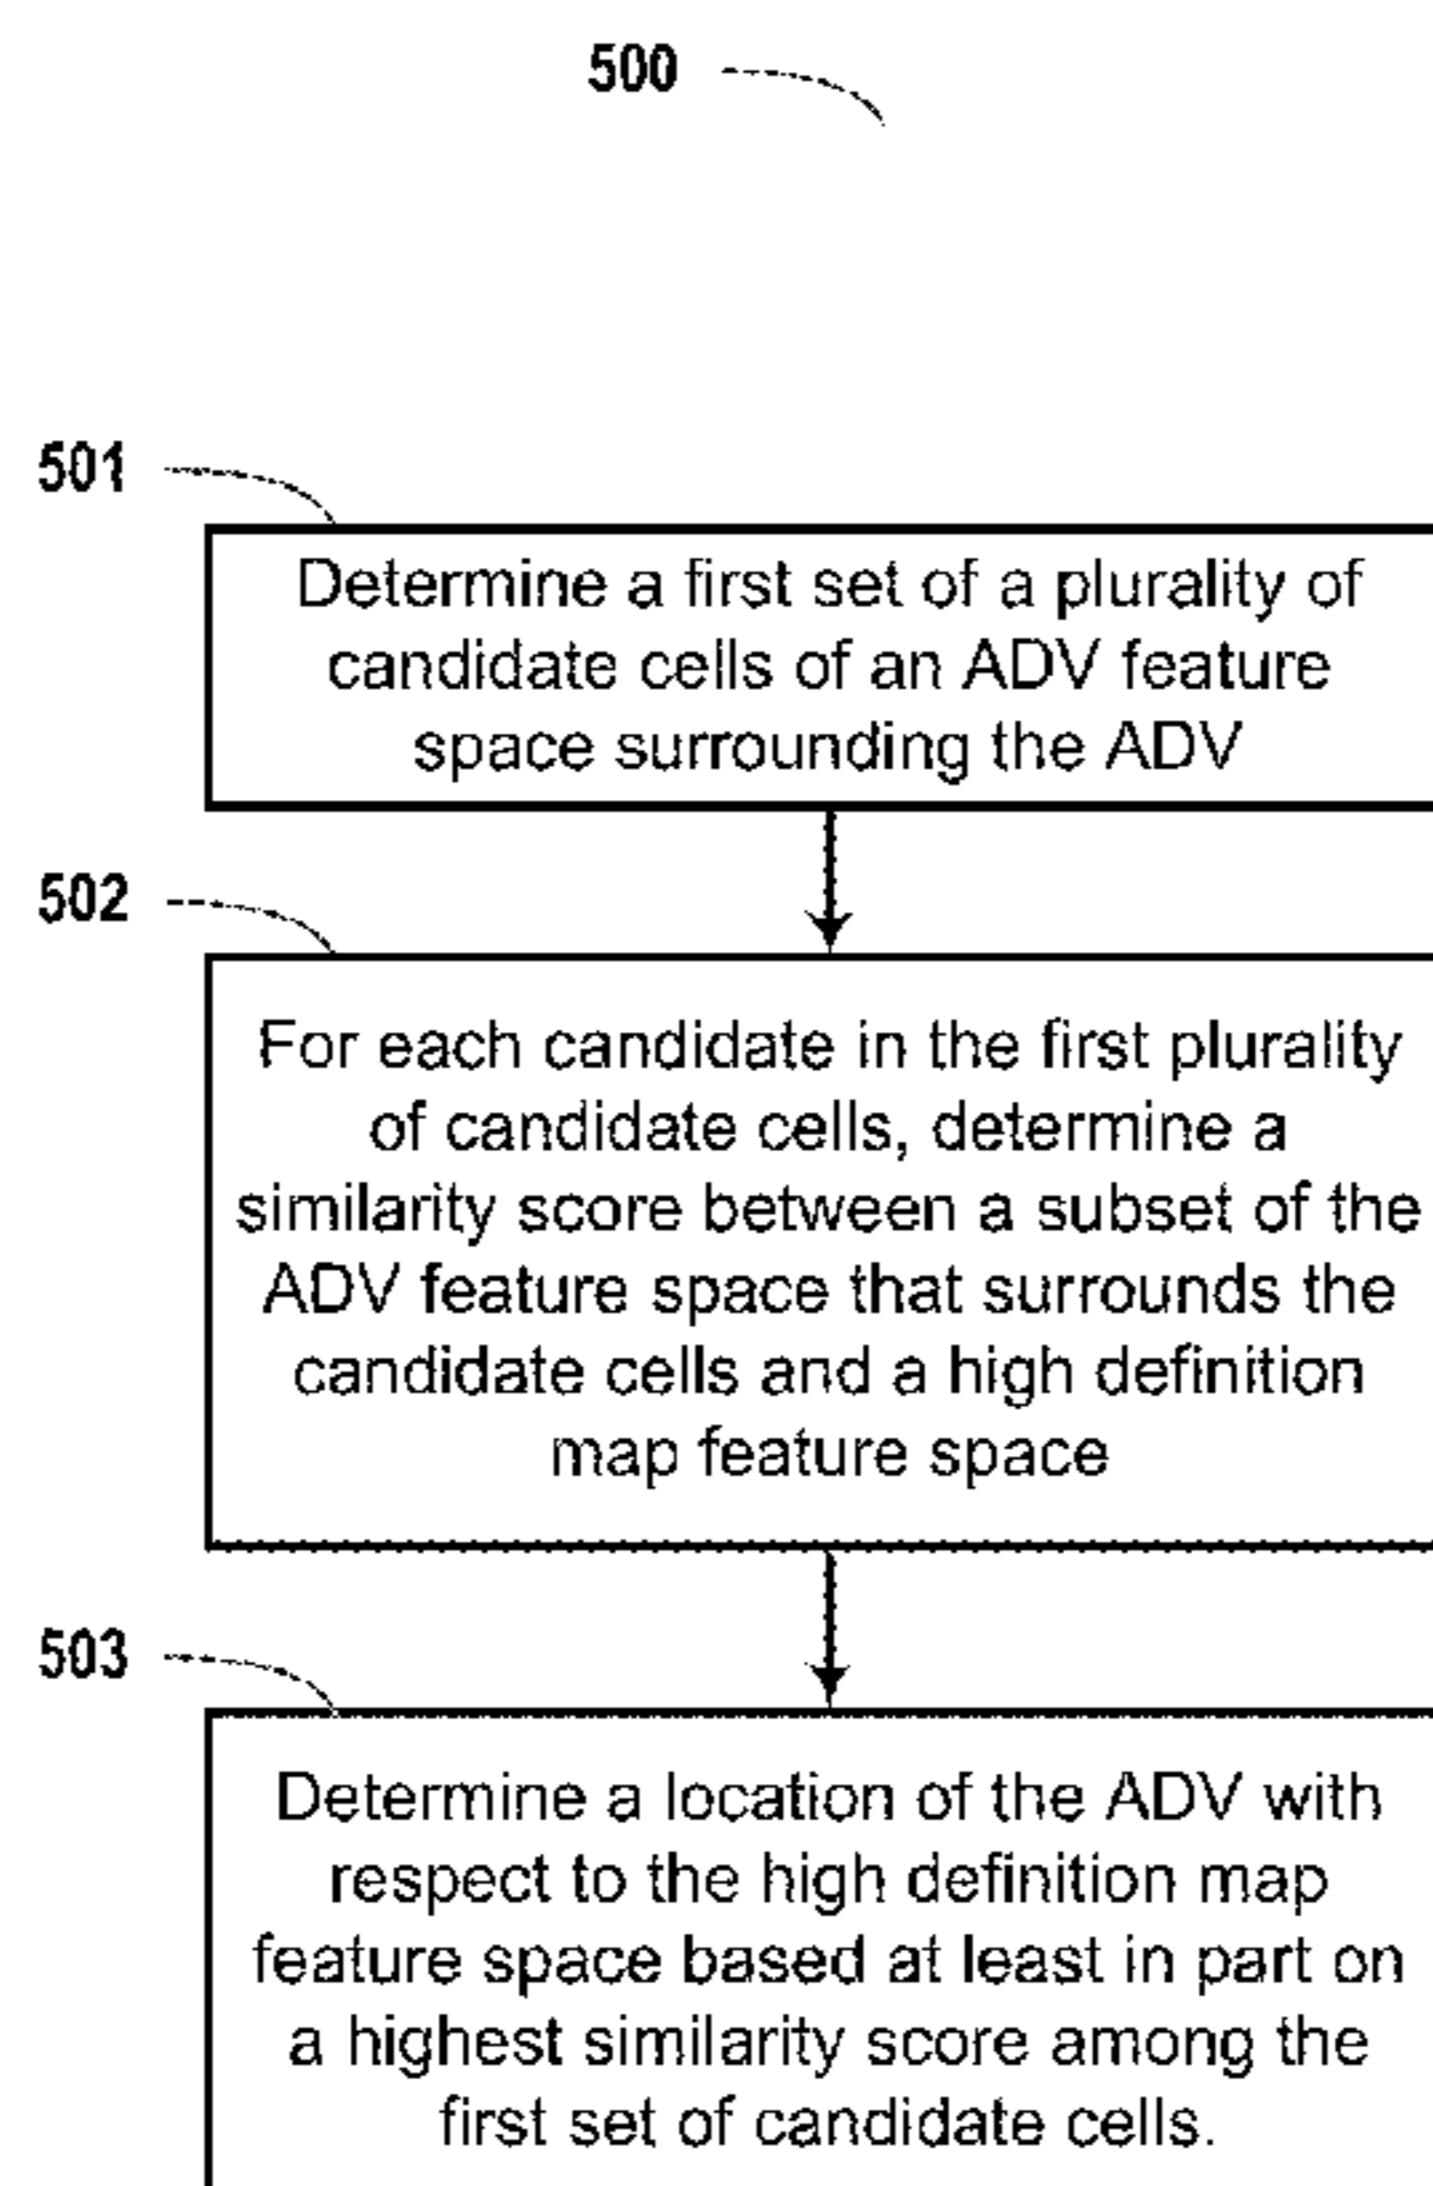 500
501
Determine a first set of a plurality of
candidate cells of an ADV feature
space surrounding the ADV
502
For each candidate in the first plurality
of candidate cells, determine a
similarity score between a subset of the
ADV feature space that surrounds the
candidate cells and a high definition
map feature space
503
Determine a location of the ADV with
respect to the high definition map
feature space based at least in part on
a highest similarity score among the
first set of candidate cells.